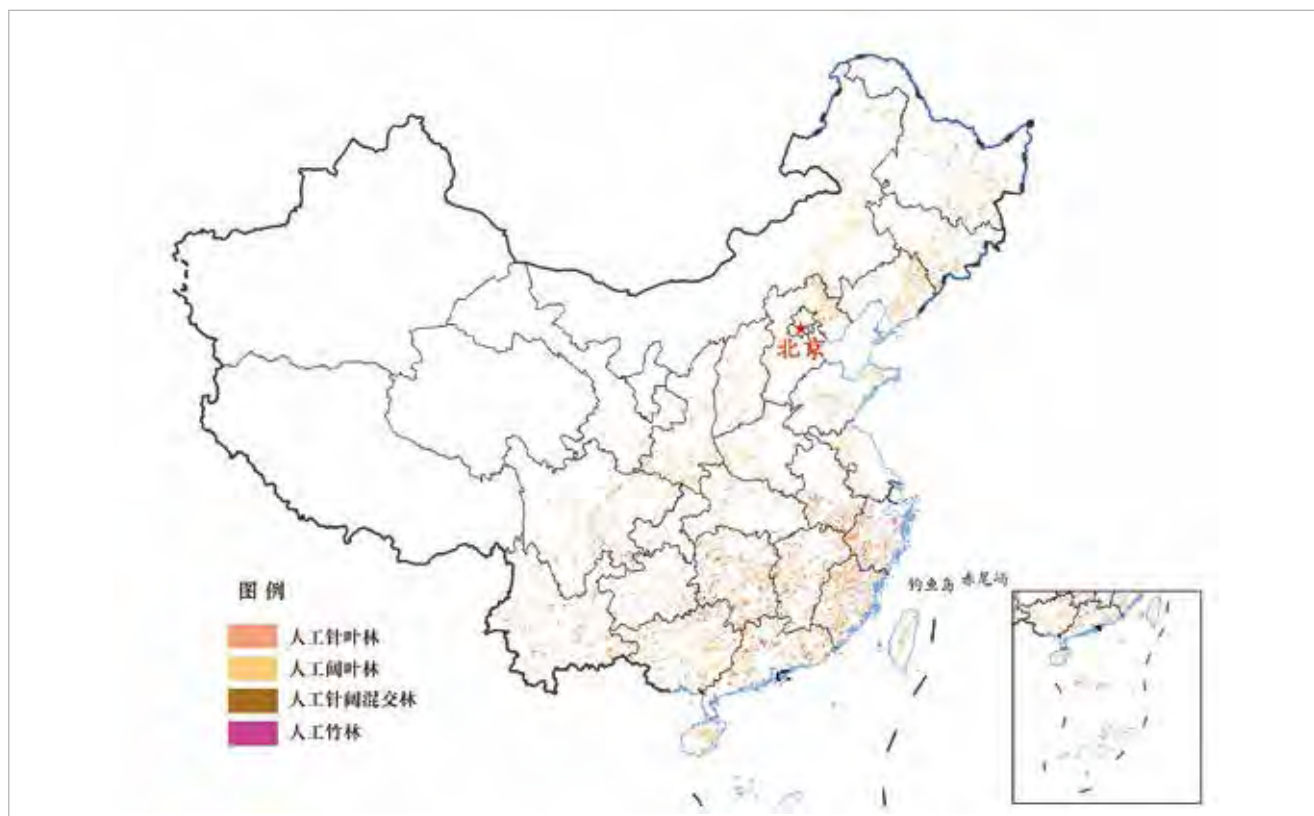 北京
钓鱼岛 赤尾屿
图 例
人工针叶林
人工阔叶林
人工针阔混交林
人工竹林